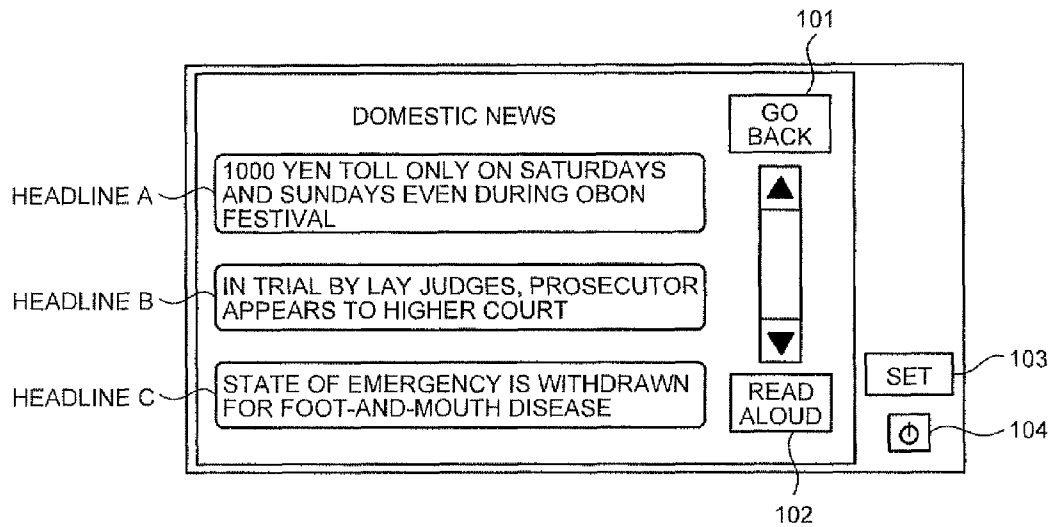 101
DOMESTIC NEWS
GO
BACK
HEADLINE A
1000 YEN TOLL ONLY ON SATURDAYS
AND SUNDAYS EVEN DURING OBON
FESTIVAL
HEADLINE B
IN TRIAL BY LAY JUDGES, PROSECUTOR
APPEARS TO HIGHER COURT
HEADLINE C
STATE OF EMERGENCY IS WITHDRAWN
FOR FOOT-AND-MOUTH DISEASE
READ
ALOUD
SET
103
104
102